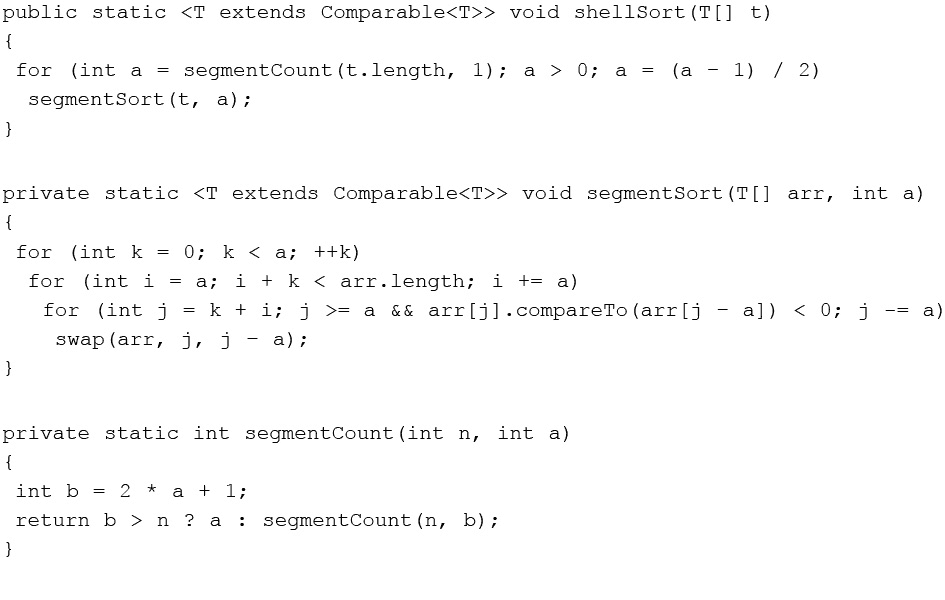 public static <T extends Comparable<T>> void shellSort(T[] t)
{
for (int a = segmentCount(t.length, 1); a > 0; a = (a - 1) / 2)
segmentSort(t, a);
}
private static <T extends Comparable<T>> void segmentSort(T[] arr, int a)
{
for (int k = 0; k < a; ++k)
for (int i = a; i + k < arr.length; i += a)
for (int j = k + i; j >= a && arr[j].compareTo(arr[j - a]) < 0; j -= a)
swap(arr, j, j - a);
}
private static int segmentCount(int n, int a)
{
int b = 2 * a + 1;
return b > n ? a : segmentCount(n, b);
}